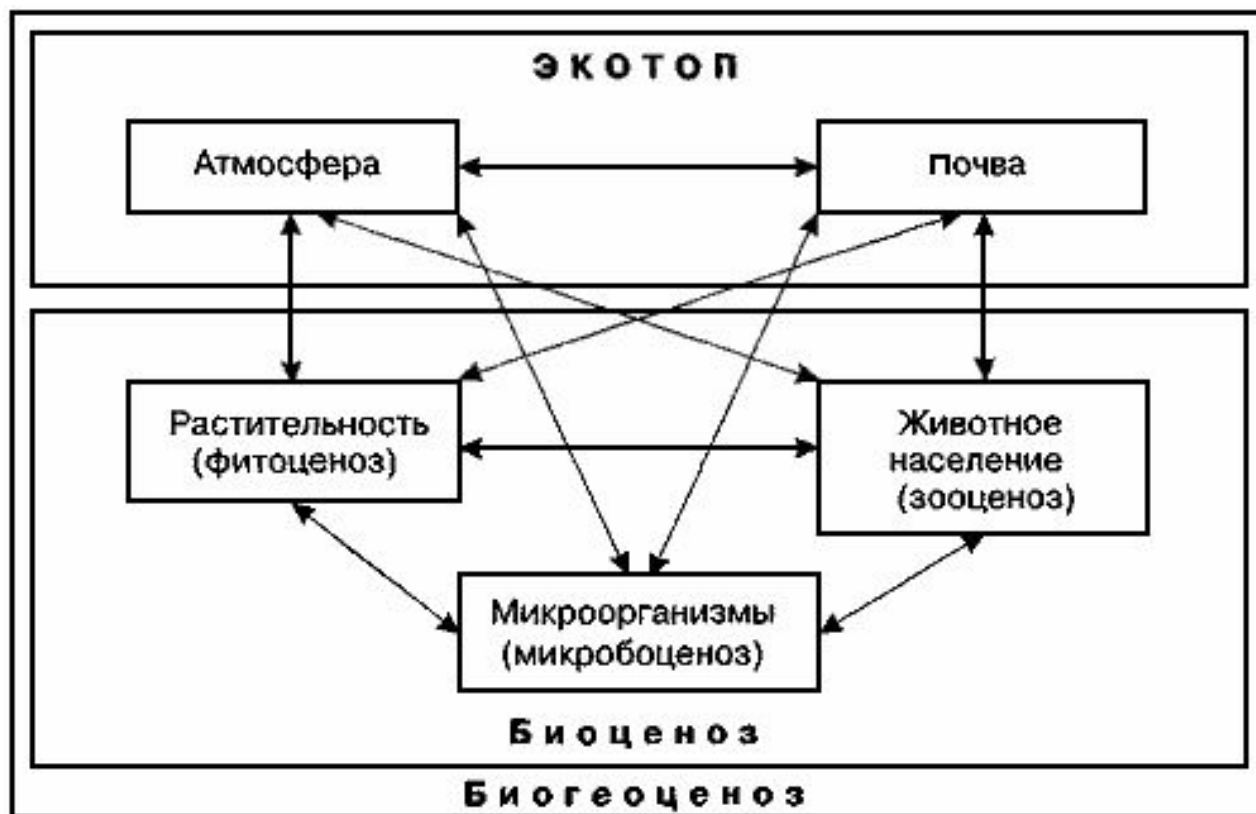 ЭКОТОП
Атмосфера
почва
Растительность
(фитоценоз)
Животное
население
(зооценоз)
Микроорганизмы
(микробоценоз)
Биоценоз
Биогеоценоз